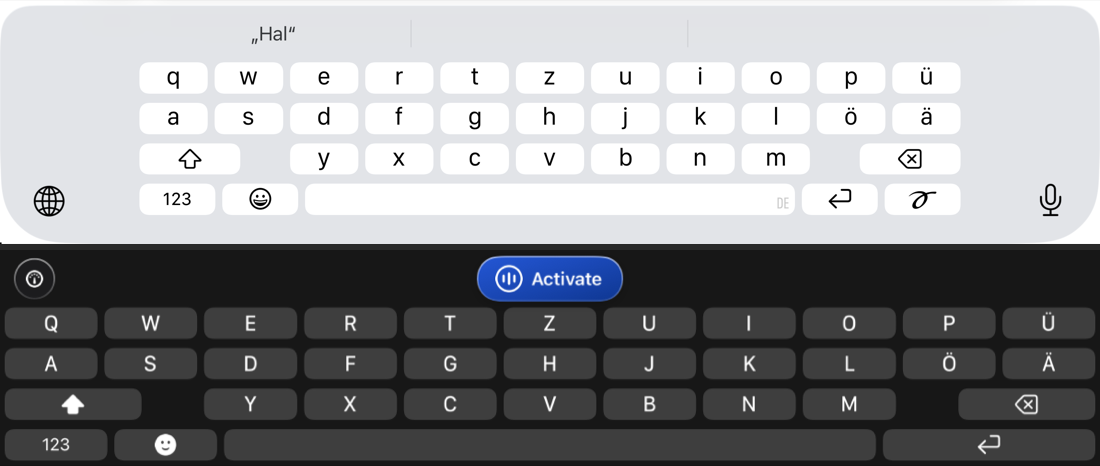 „Hal“
q w e r t z u i o p ü
a s d f g h j k l ö ä
y x c v b n m
123 DE
Activate
Q W E R T Z U I O P Ü
A S D F G H J K L Ö Ä
Y X C V B N M
123